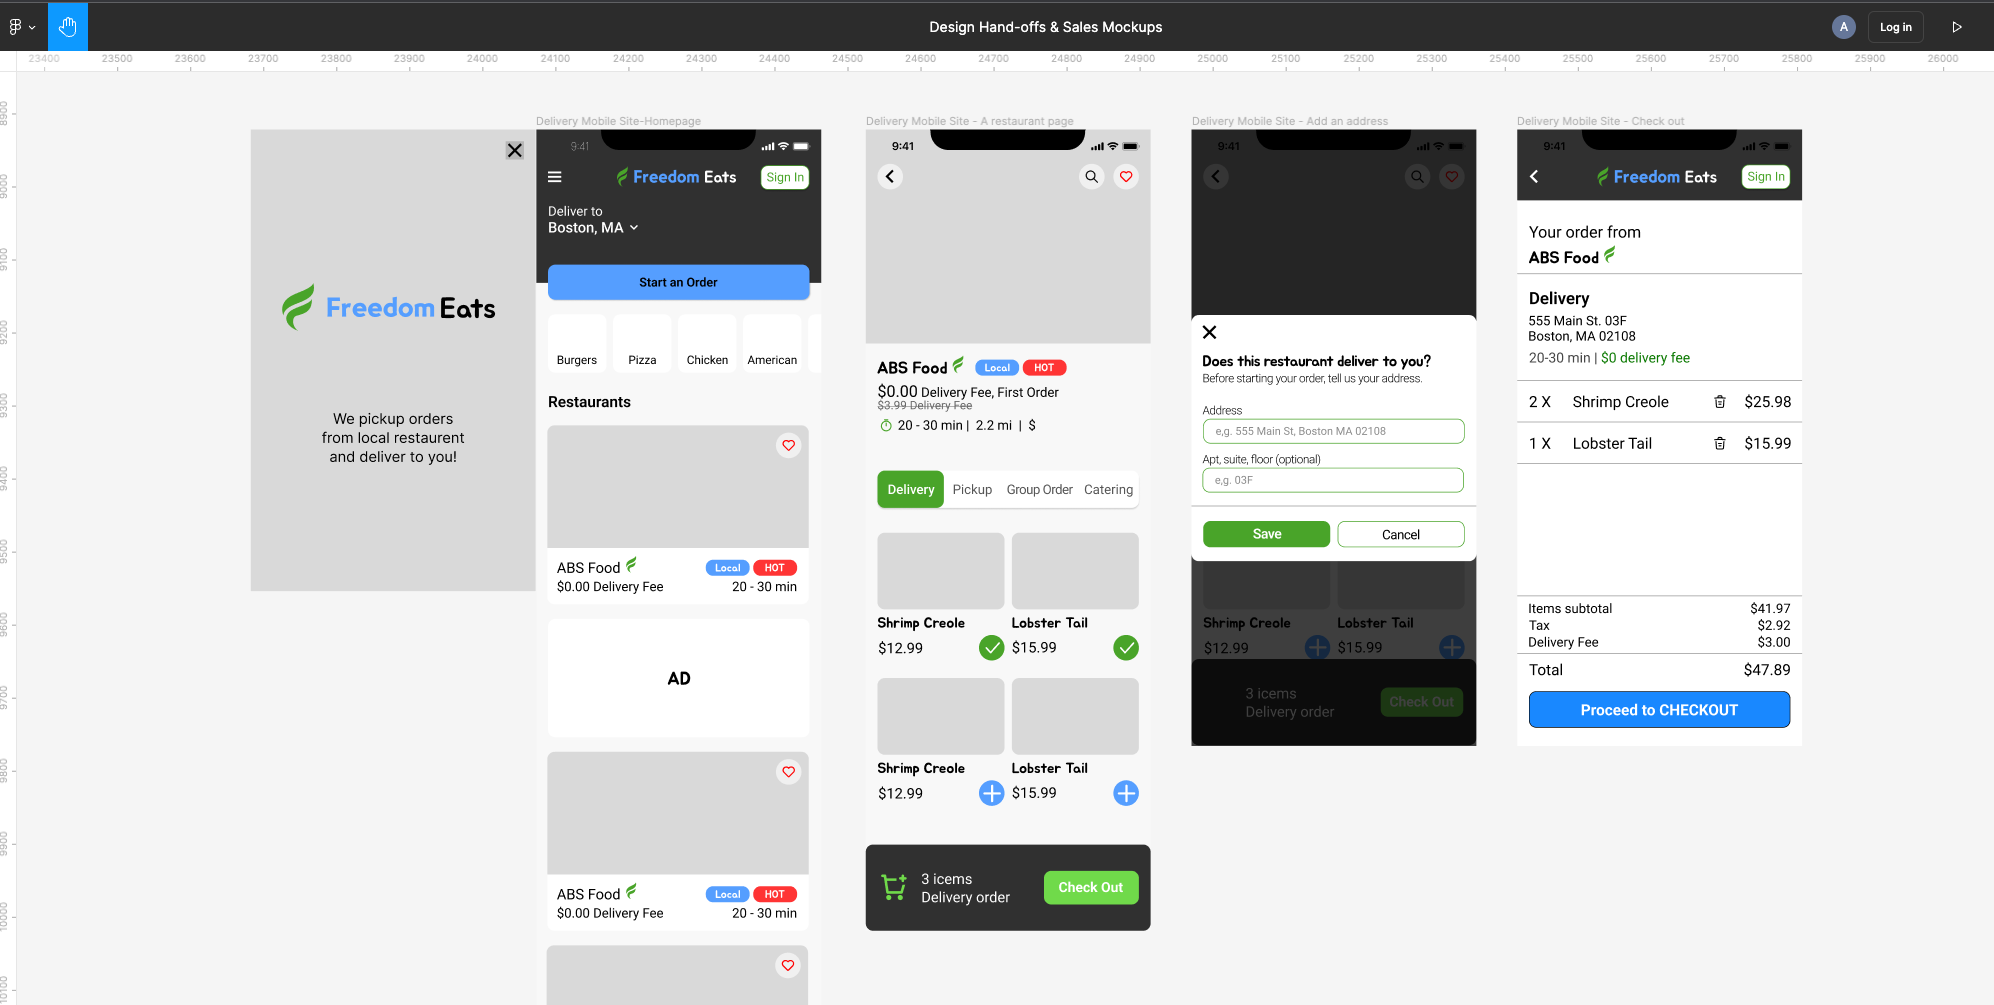 Design Hand-offs & Sales Mockups
A
Log in
23400 23500 23600 23700 23800 23900 24000 24100 24200 24300 24400 24500 24600 24700 24800 24900 25000 25100 25200 25300 25400 25500 25600 25700 25800 25900 26000
8900
9000
9100
9200
9300
9400
9500
9600
9700
9800
9900
10000
10100
Freedom Eats
We pickup orders
from local restaurent
and deliver to you!
Delivery Mobile Site-Homepage
9:41
Freedom Eats
Sign In
Deliver to
Boston, MA
Start an Order
Burgers Pizza Chicken American
Restaurants
ABS Food Local HOT
$0.00 Delivery Fee 20 - 30 min
AD
ABS Food Local HOT
$0.00 Delivery Fee 20 - 30 min
Delivery Mobile Site - A restaurant page
9:41
ABS Food Local HOT
$0.00 Delivery Fee, First Order
$3.99 Delivery Fee
20 - 30 min | 2.2 mi | $
Delivery Pickup Group Order Catering
Shrimp Creole Lobster Tail
$12.99 $15.99
Shrimp Creole Lobster Tail
$12.99 $15.99
3 icems
Delivery order
Check Out
Delivery Mobile Site - Add an address
9:41
Does this restaurant deliver to you?
Before starting your order, tell us your address.
Address
e,g. 555 Main St, Boston MA 02108
Apt, suite, floor (optional)
e,g. 03F
Save Cancel
Shrimp Creole Lobster Tail
$12.99 $15.99
3 icems
Delivery order
Check Out
Delivery Mobile Site - Check out
9:41
Freedom Eats
Sign In
Your order from
ABS Food
Delivery
555 Main St. 03F
Boston, MA 02108
20-30 min | $0 delivery fee
2 X Shrimp Creole $25.98
1 X Lobster Tail $15.99
Items subtotal $41.97
Tax $2.92
Delivery Fee $3.00
Total $47.89
Proceed to CHECKOUT